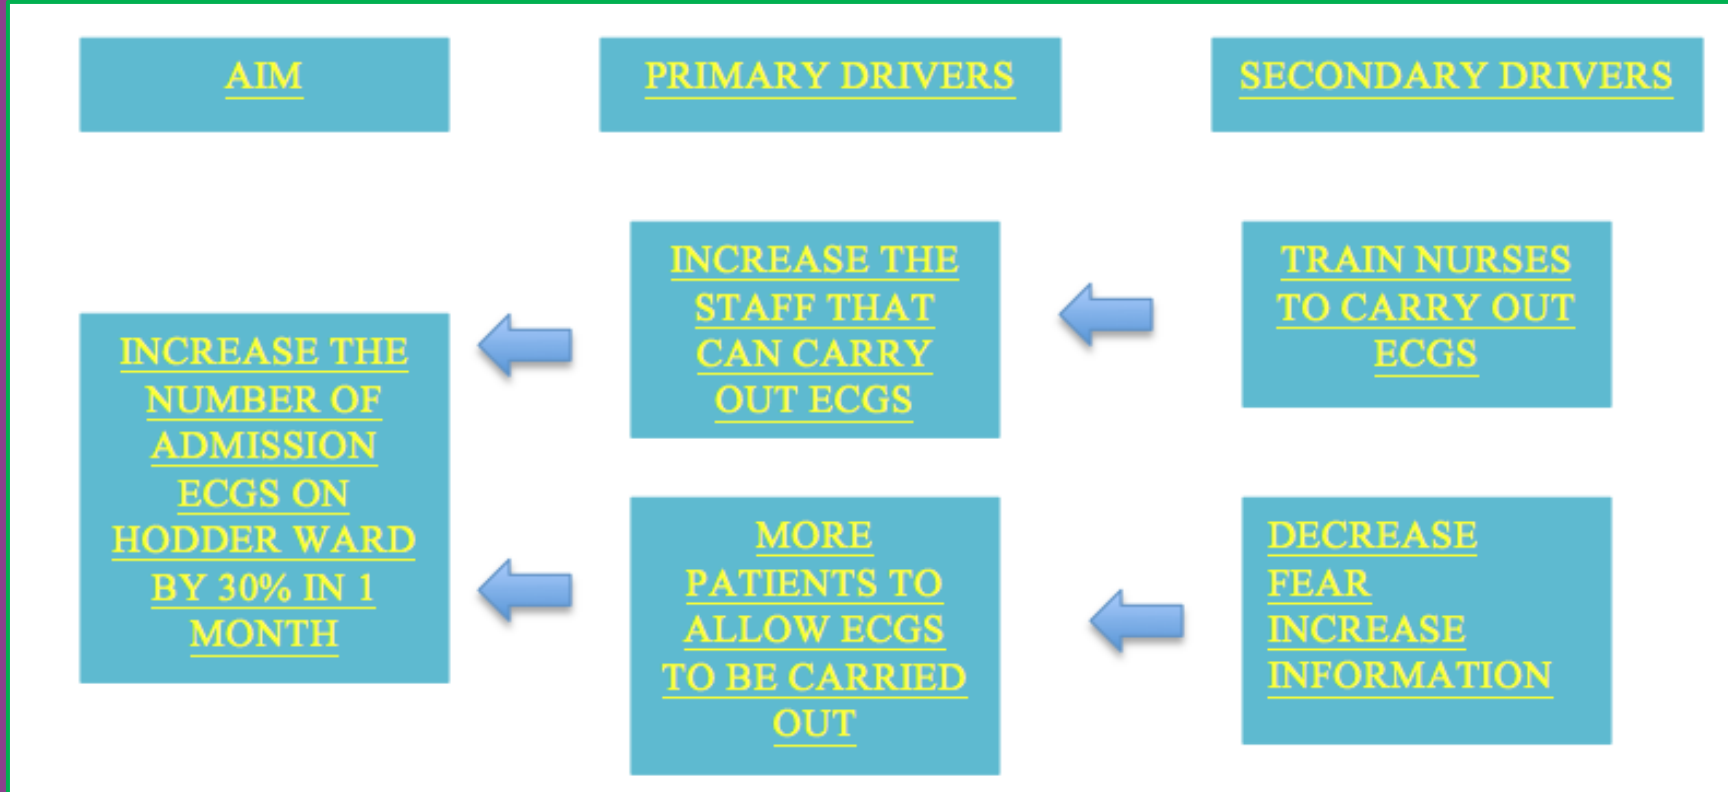 AIM
PRIMARY DRIVERS
SECONDARY DRIVERS
INCREASE THE
NUMBER OF
ADMISSION
ECGS ON
HODDER WARD
BY 30% IN 1
MONTH
INCREASE THE
STAFF THAT
CAN CARRY
OUT ECGS
TRAIN NURSES
TO CARRY OUT
ECGS
MORE
PATIENTS TO
ALLOW ECGS
TO BE CARRIED
OUT
DECREASE
FEAR
INCREASE
INFORMATION